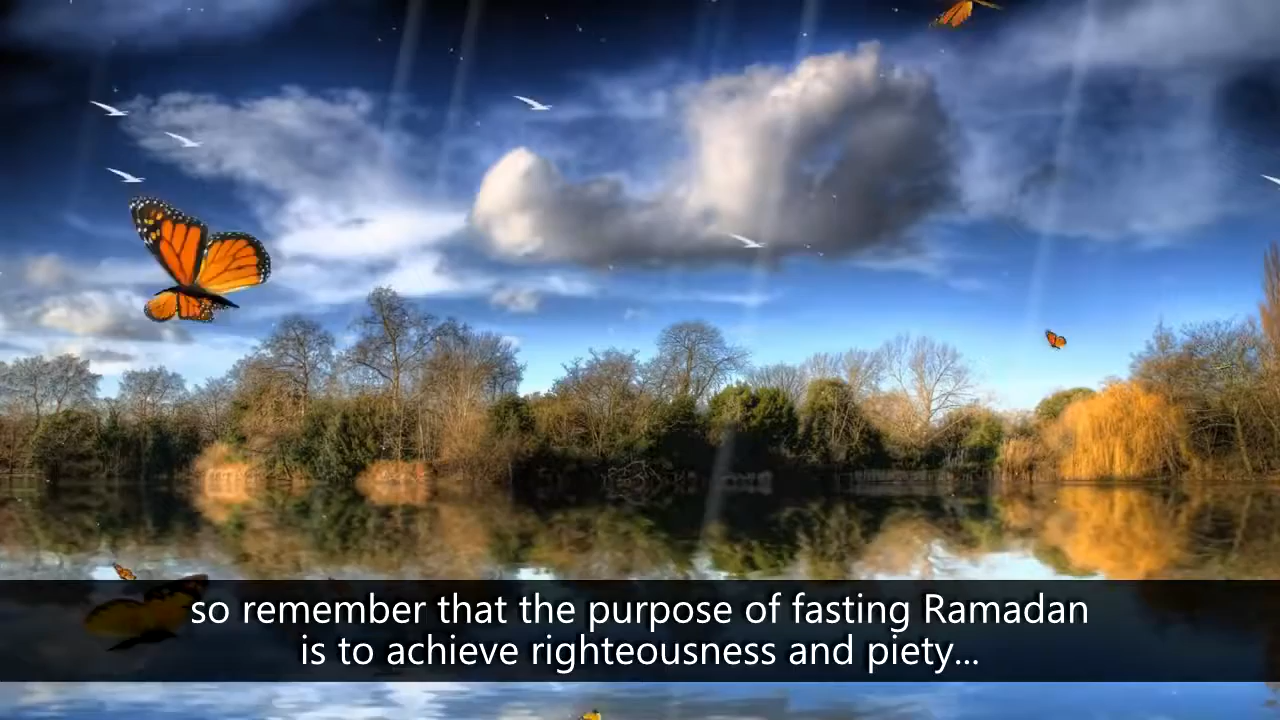 so remember that the purpose of fasting Ramadan
is to achieve righteousness and piety...